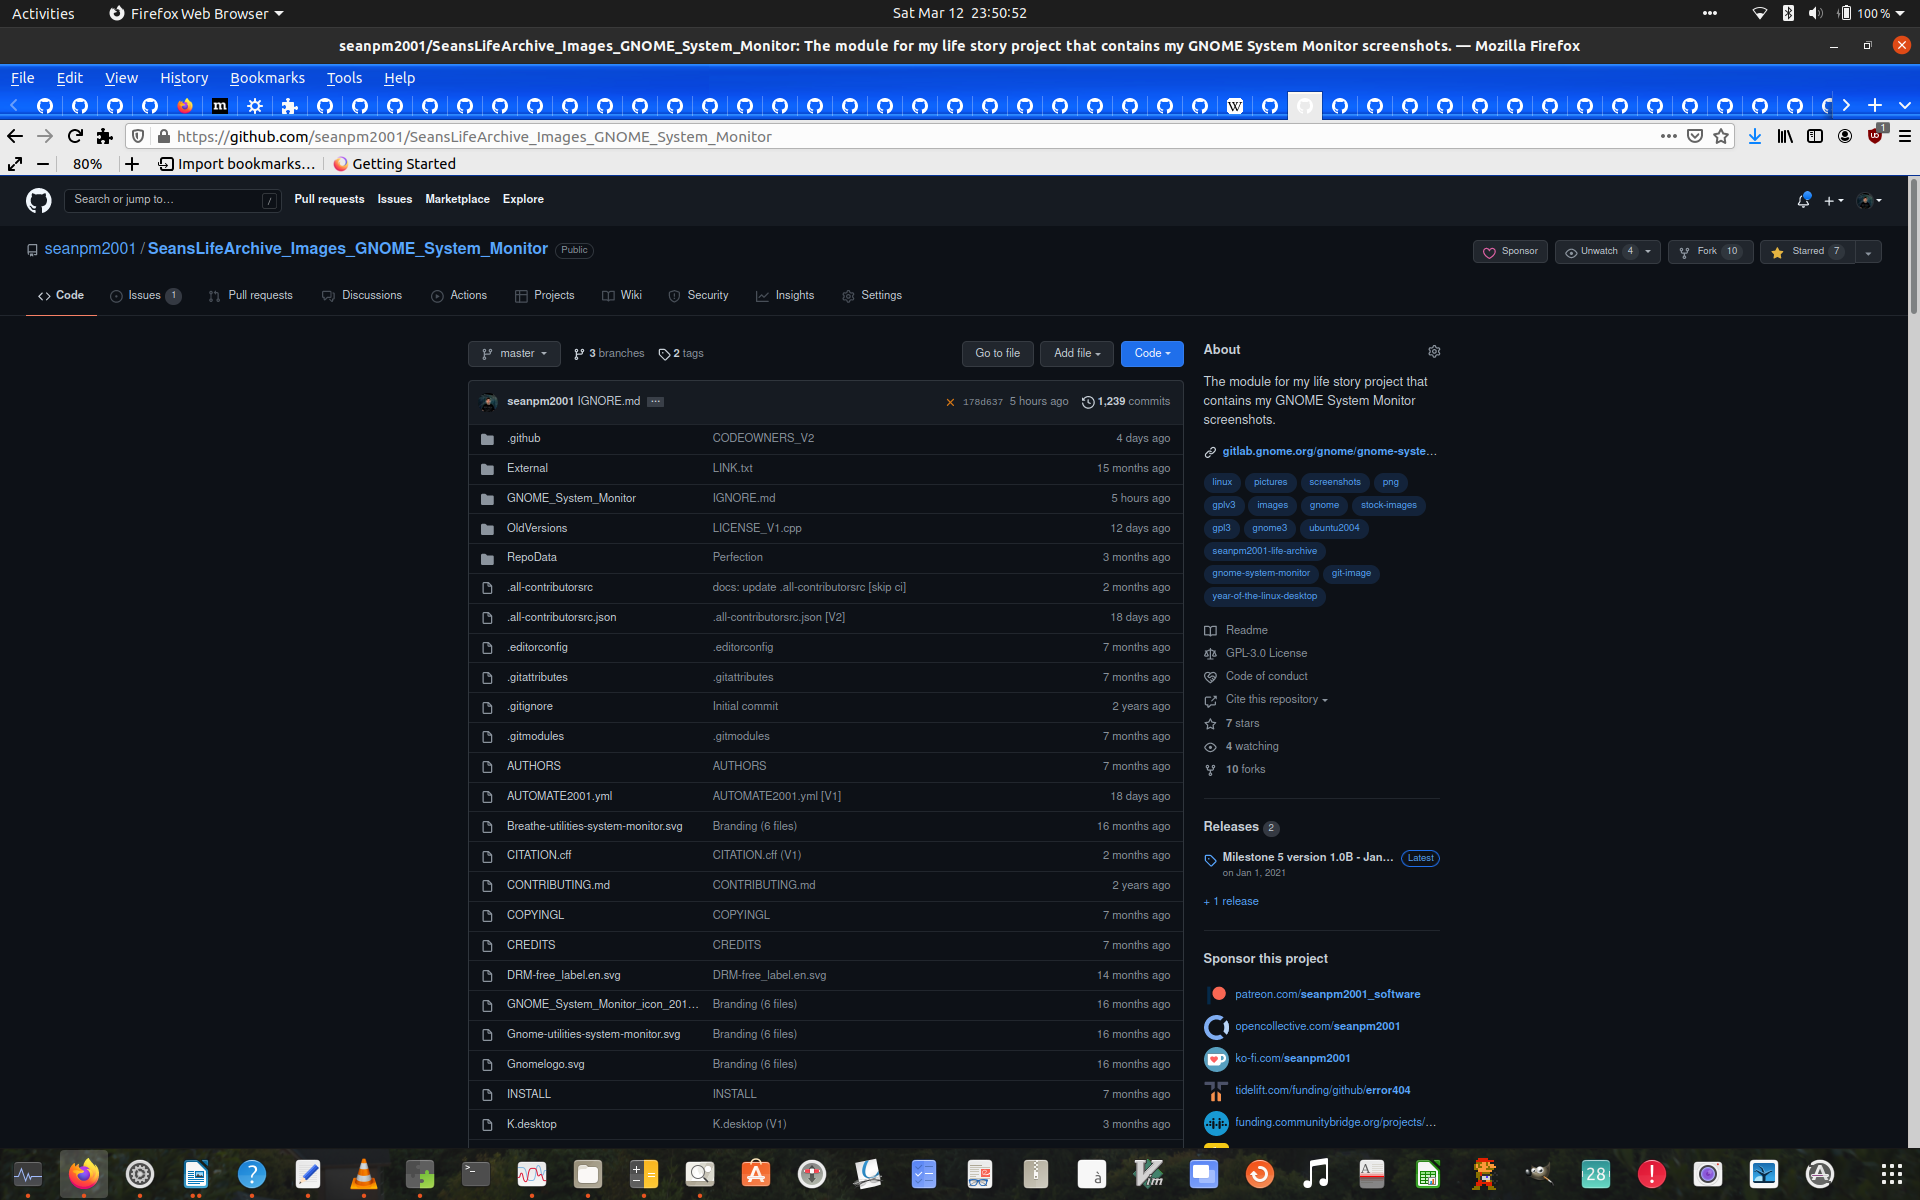 Activities
Firefox Web Browser
Sat Mar 12 23:50:52
100 %
seanpm2001/SeansLifeArchive_Images_GNOME_System_Monitor: The module for my life story project that contains my GNOME System Monitor screenshots. — Mozilla Firefox
File Edit View History Bookmarks Tools Help
https://github.com/seanpm2001/SeansLifeArchive_Images_GNOME_System_Monitor
1
80% Import bookmarks… Getting Started
Search or jump to… /
Pull requests Issues Marketplace Explore
seanpm2001 / SeansLifeArchive_Images_GNOME_System_Monitor Public
Sponsor Unwatch 4 Fork 10 Starred 7
Code Issues 1 Pull requests Discussions Actions Projects Wiki Security Insights Settings
master 3 branches 2 tags Go to file Add file Code
seanpm2001 IGNORE.md ... 178d637 5 hours ago 1,239 commits
.github CODEOWNERS_V2 4 days ago
External LINK.txt 15 months ago
GNOME_System_Monitor IGNORE.md 5 hours ago
OldVersions LICENSE_V1.cpp 12 days ago
RepoData Perfection 3 months ago
.all-contributorsrc docs: update .all-contributorsrc [skip ci] 2 months ago
.all-contributorsrc.json .all-contributorsrc.json [V2] 18 days ago
.editorconfig .editorconfig 7 months ago
.gitattributes .gitattributes 7 months ago
.gitignore Initial commit 2 years ago
.gitmodules .gitmodules 7 months ago
AUTHORS AUTHORS 7 months ago
AUTOMATE2001.yml AUTOMATE2001.yml [V1] 18 days ago
Breathe-utilities-system-monitor.svg Branding (6 files) 16 months ago
CITATION.cff CITATION.cff (V1) 2 months ago
CONTRIBUTING.md CONTRIBUTING.md 2 years ago
COPYINGL COPYINGL 7 months ago
CREDITS CREDITS 7 months ago
DRM-free_label.en.svg DRM-free_label.en.svg 14 months ago
GNOME_System_Monitor_icon_201... Branding (6 files) 16 months ago
Gnome-utilities-system-monitor.svg Branding (6 files) 16 months ago
Gnomelogo.svg Branding (6 files) 16 months ago
INSTALL INSTALL 7 months ago
K.desktop K.desktop (V1) 3 months ago
About
The module for my life story project that
contains my GNOME System Monitor
screenshots.
gitlab.gnome.org/gnome/gnome-syste...
linux pictures screenshots png
gplv3 images gnome stock-images
gpl3 gnome3 ubuntu2004
seanpm2001-life-archive
gnome-system-monitor git-image
year-of-the-linux-desktop
Readme
GPL-3.0 License
Code of conduct
Cite this repository
7 stars
4 watching
10 forks
Releases 2
Milestone 5 version 1.0B - Jan... Latest
on Jan 1, 2021
+ 1 release
Sponsor this project
patreon.com/seanpm2001_software
opencollective.com/seanpm2001
ko-fi.com/seanpm2001
tidelift.com/funding/github/error404
funding.communitybridge.org/projects/...
28